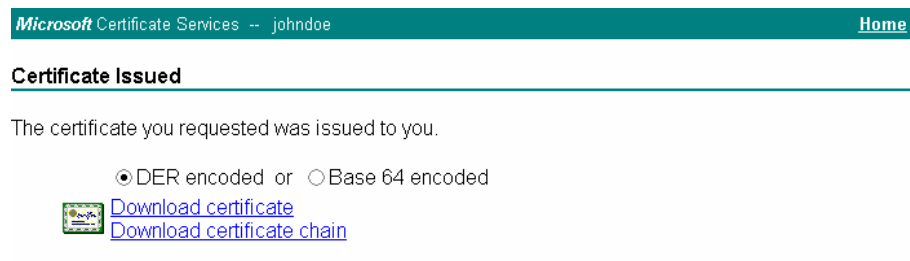 Microsoft Certificate Services -- johndoe Home
Certificate Issued
The certificate you requested was issued to you.
DER encoded or Base 64 encoded
Download certificate
Download certificate chain